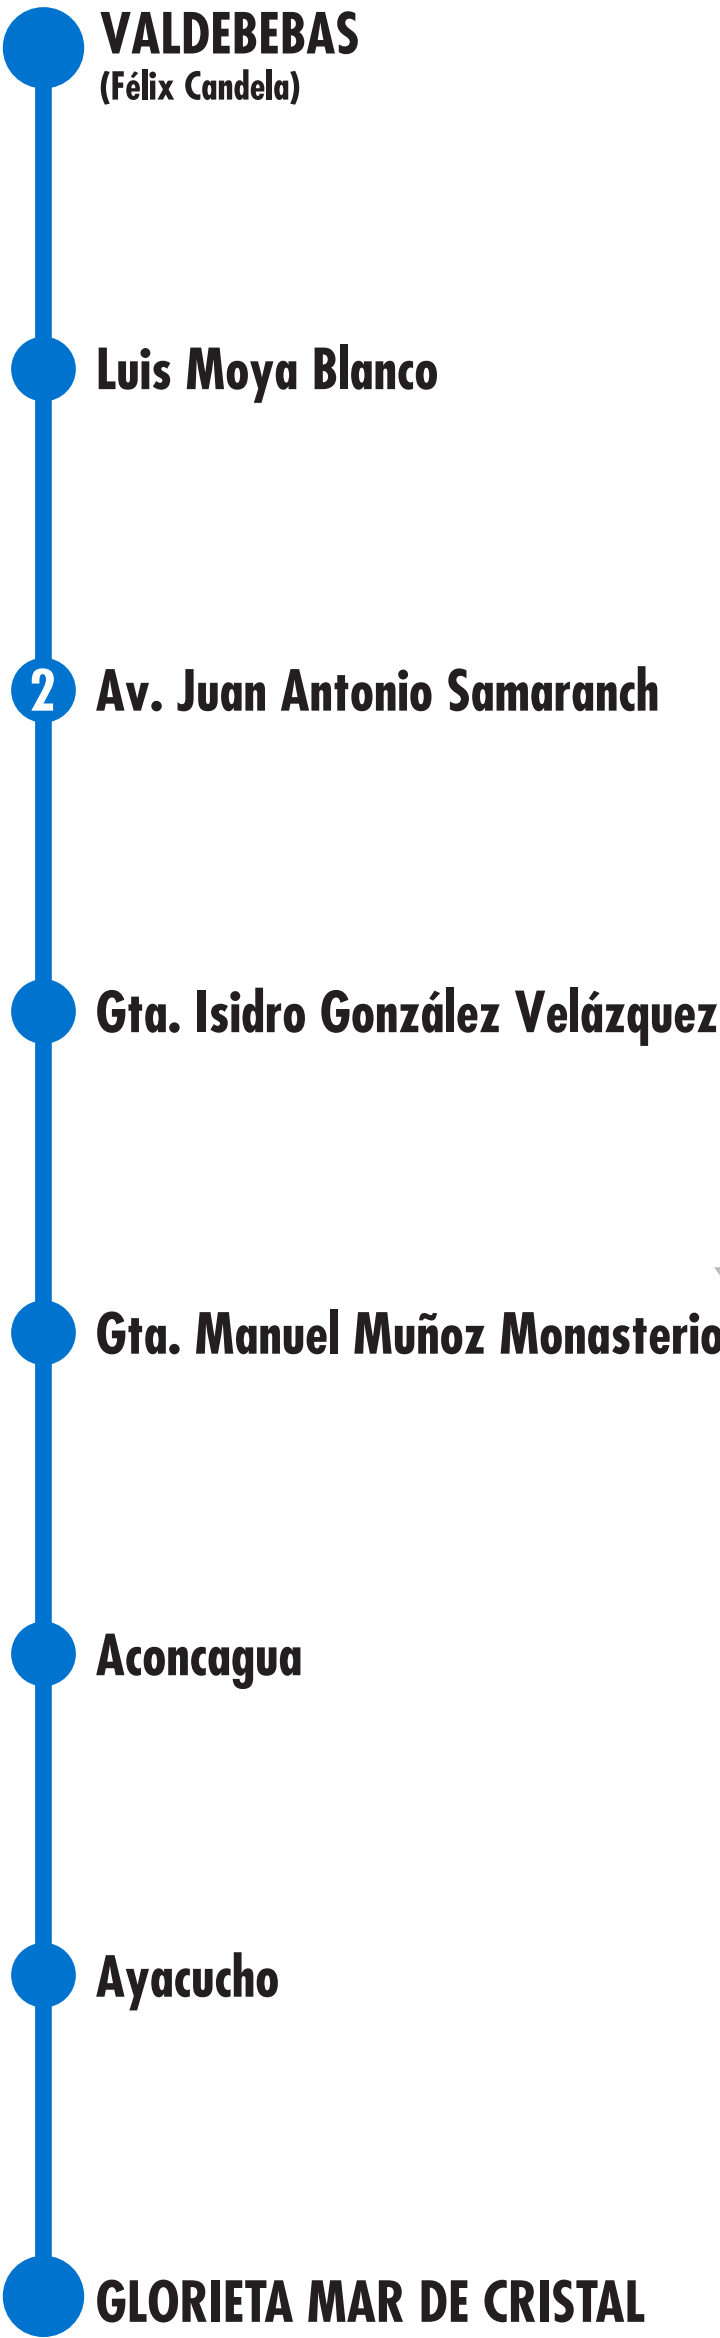 VALDEBEBAS
(Félix Candela)
Luis Moya Blanco
2 Av. Juan Antonio Samaranch
Gta. Isidro González Velázquez
Gta. Manuel Muñoz Monasterio
Aconcagua
Ayacucho
GLORIETA MAR DE CRISTAL